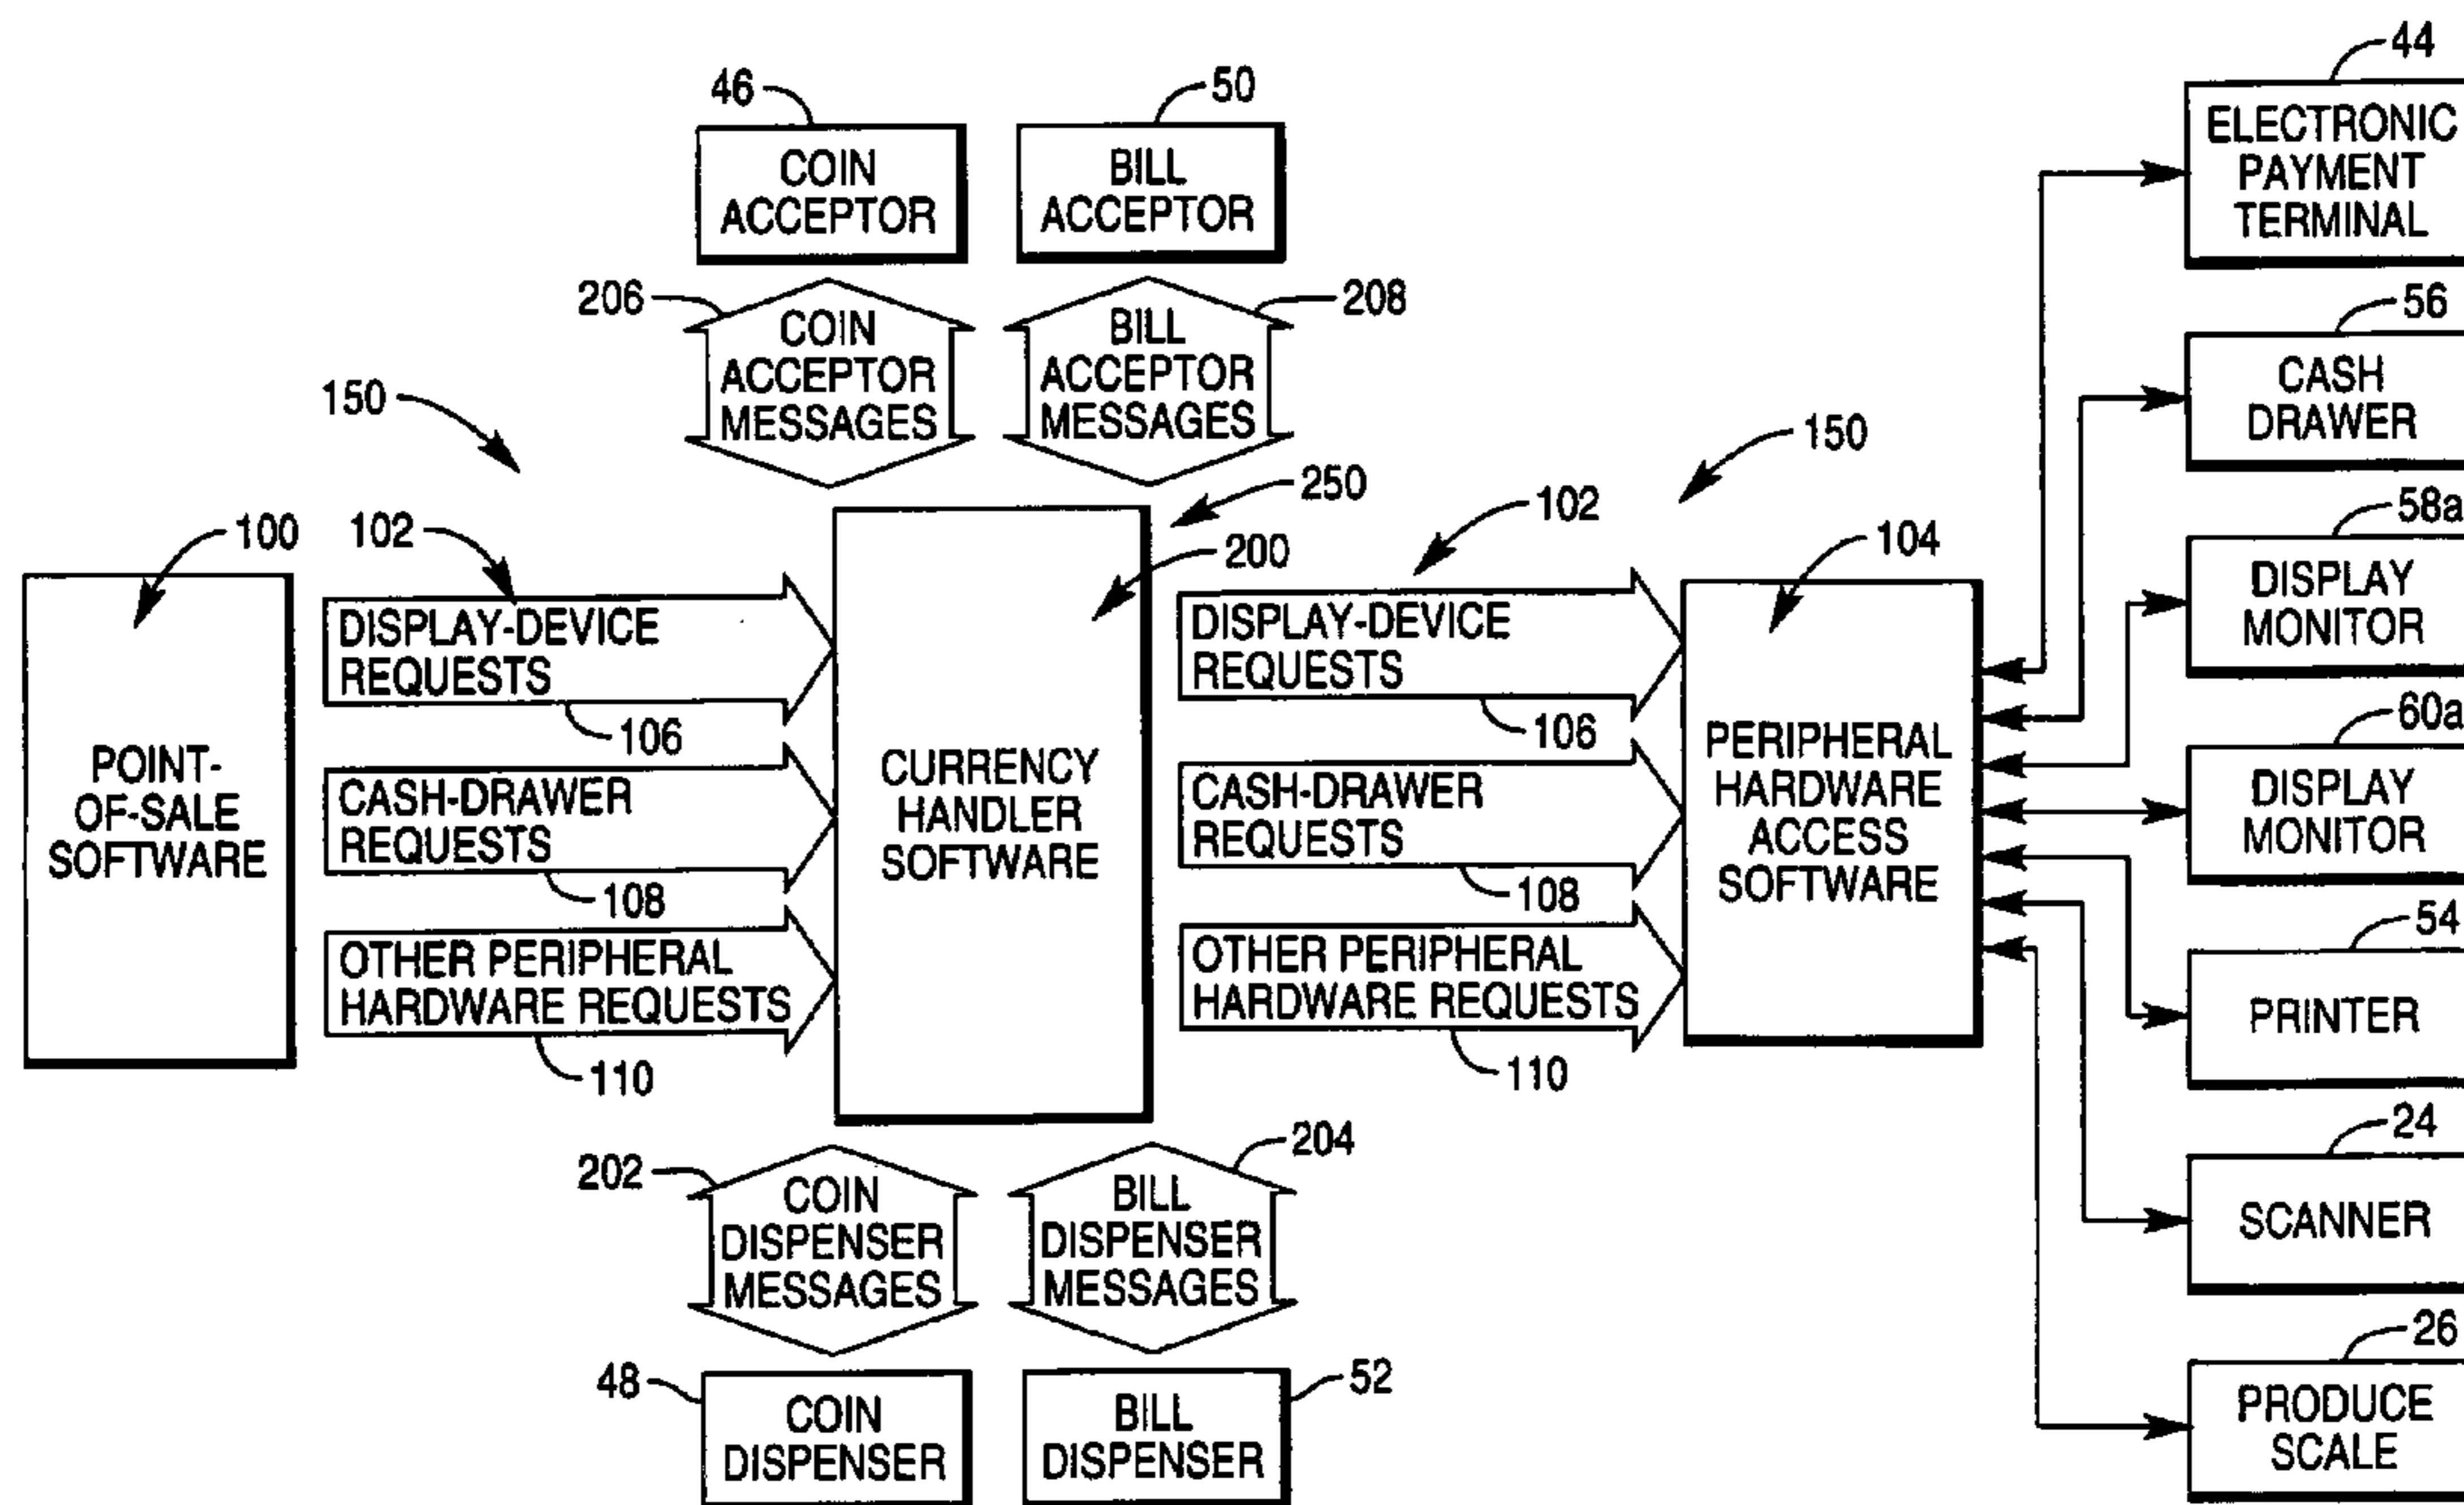 44
46
50
ELECTRONIC
PAYMENT
TERMINAL
COIN
ACCEPTOR
BILL
ACCEPTOR
206
COIN
ACCEPTOR
MESSAGES
BILL
ACCEPTOR
MESSAGES
208
56
CASH
DRAWER
150
150
250
58a
100
102
200
102
104
DISPLAY
MONITOR
POINT-
OF-SALE
SOFTWARE
DISPLAY-DEVICE
REQUESTS
106
CASH-DRAWER
REQUESTS
108
OTHER PERIPHERAL
HARDWARE REQUESTS
110
CURRENCY
HANDLER
SOFTWARE
DISPLAY-DEVICE
REQUESTS
106
CASH-DRAWER
REQUESTS
108
OTHER PERIPHERAL
HARDWARE REQUESTS
110
PERIPHERAL
HARDWARE
ACCESS
SOFTWARE
60a
DISPLAY
MONITOR
54
PRINTER
24
SCANNER
26
PRODUCE
SCALE
202
COIN
DISPENSER
MESSAGES
204
BILL
DISPENSER
MESSAGES
48
COIN
DISPENSER
52
BILL
DISPENSER